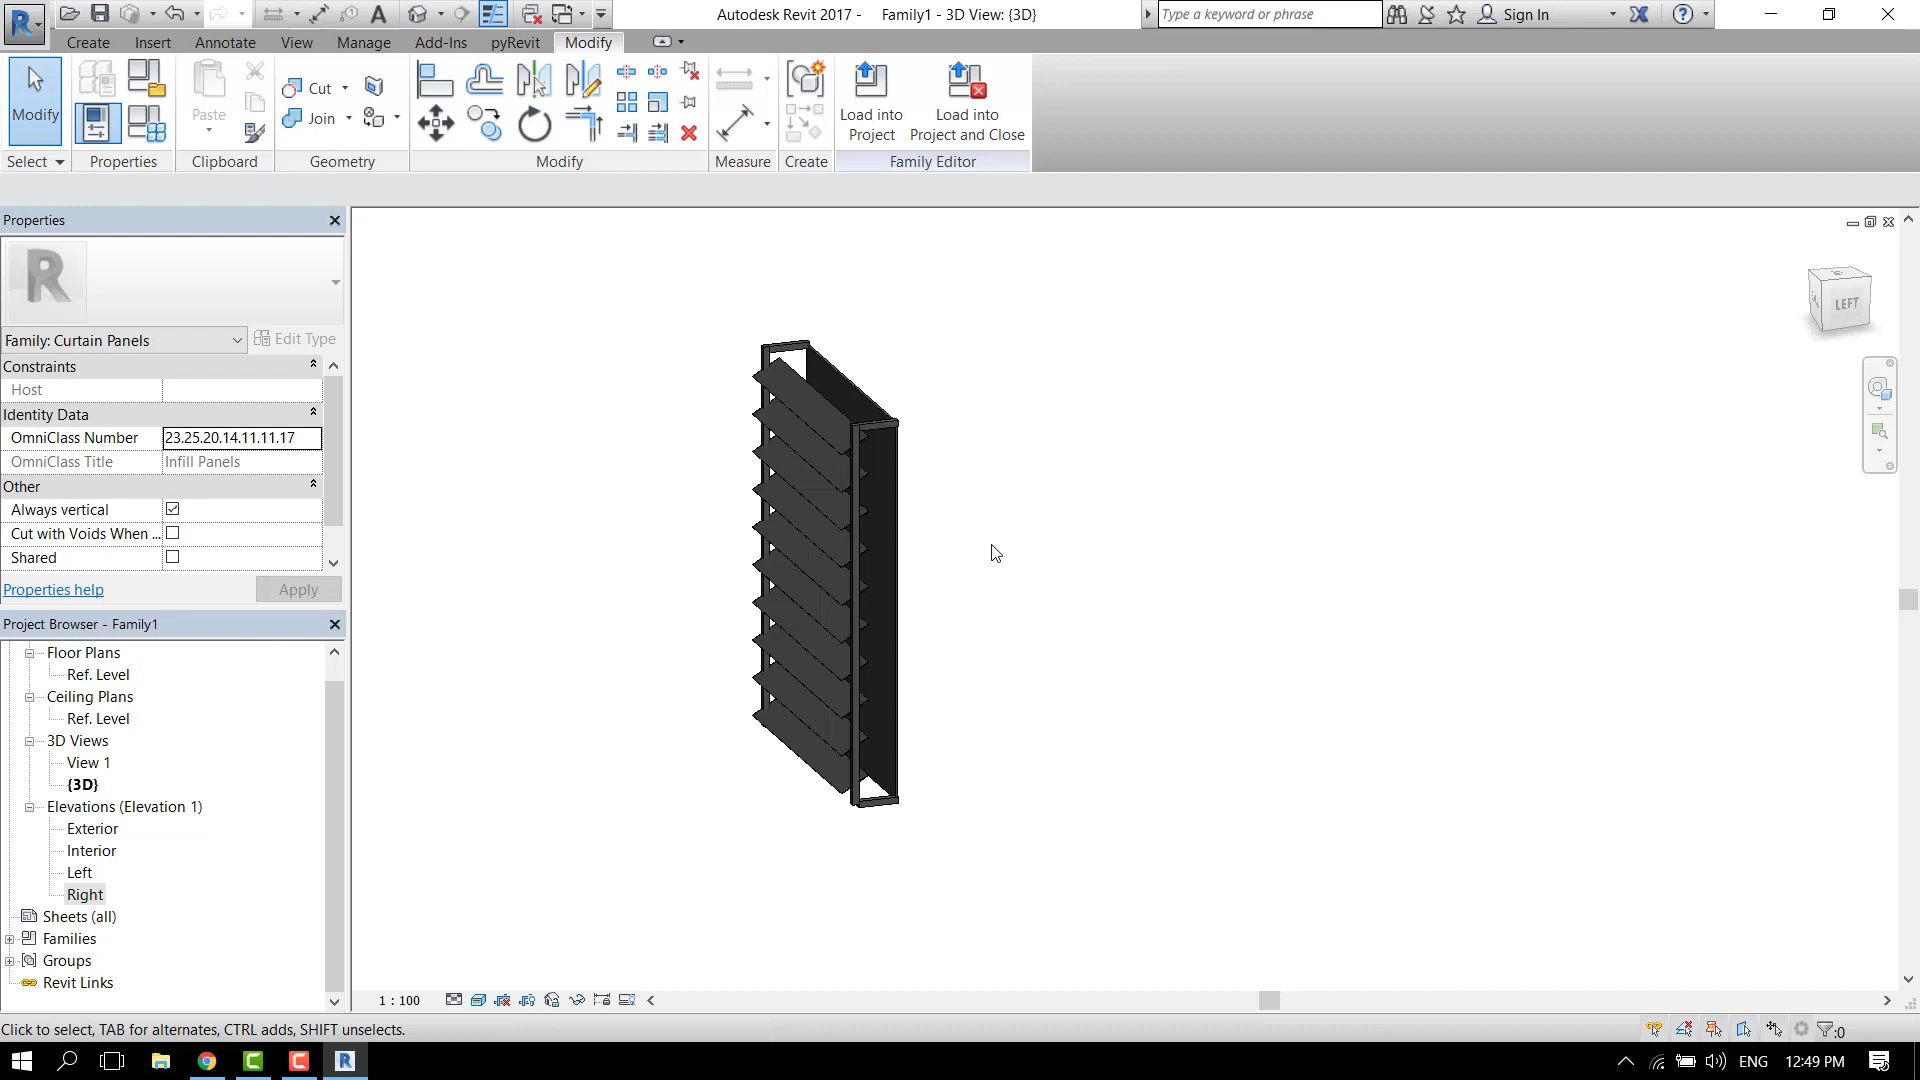 Autodesk Revit 2017 - Family1 - 3D View: {3D}
Type a keyword or phrase
Sign In
Create Insert Annotate View Manage Add-Ins pyRevit Modify
Modify
Paste
Cut
Join
Load into Project
Load into Project and Close
Select Properties Clipboard Geometry Modify Measure Create Family Editor
Properties
R
Family: Curtain Panels
Edit Type
Constraints
Host
Identity Data
OmniClass Number 23.25.20.14.11.11.17
OmniClass Title Infill Panels
Other
Always vertical
Cut with Voids When ...
Shared
Properties help
Apply
Project Browser - Family1
Floor Plans
Ref. Level
Ceiling Plans
Ref. Level
3D Views
View 1
{3D}
Elevations (Elevation 1)
Exterior
Interior
Left
Right
Sheets (all)
Families
Groups
Revit Links
LEFT
1 : 100
Click to select, TAB for alternates, CTRL adds, SHIFT unselects.
:0
ENG 12:49 PM